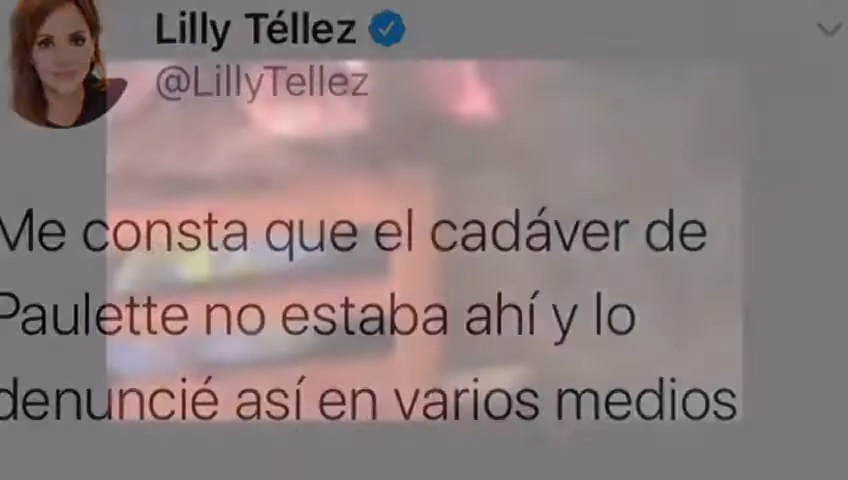 Lilly Téllez
@LillyTellez
Me consta que el cadáver de
Paulette no estaba ahí y lo
denuncié así en varios medios